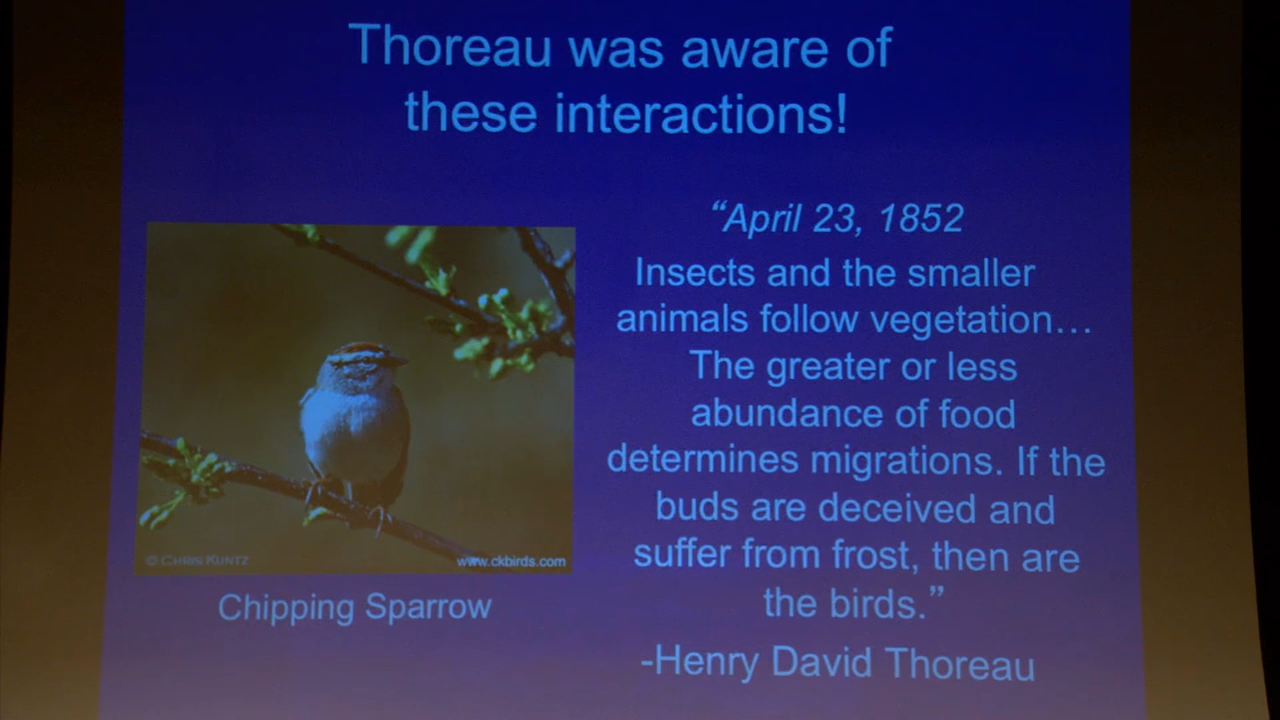 Thoreau was aware of
these interactions!
“April 23, 1852
Insects and the smaller
animals follow vegetation…
The greater or less
abundance of food
determines migrations. If the
buds are deceived and
suffer from frost, then are
the birds.”
-Henry David Thoreau
© CHRIS KUNTZ
www.ckbirds.com
Chipping Sparrow